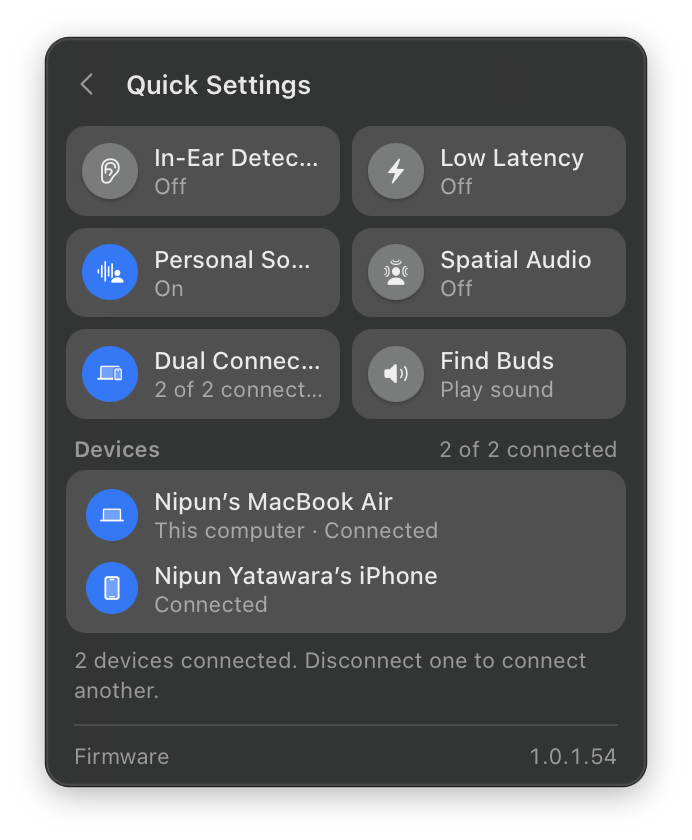 Quick Settings
In-Ear Detec...
Off
Low Latency
Off
Personal So...
On
Spatial Audio
Off
Dual Connec...
2 of 2 connect...
Find Buds
Play sound
Devices
2 of 2 connected
Nipun’s MacBook Air
This computer · Connected
Nipun Yatawara’s iPhone
Connected
2 devices connected. Disconnect one to connect
another.
Firmware
1.0.1.54